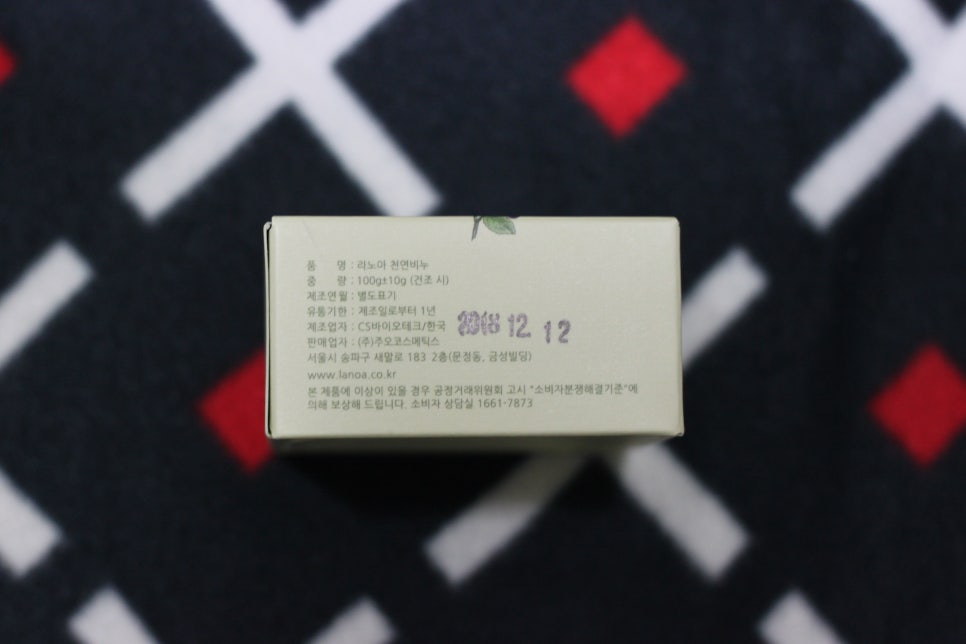 품 명 : 라노아 천연비누
중 량 : 100g±10g (건조 시)
제조연월 : 별도표기
유통기한 : 제조일로부터 1년
제조업자 : CS바이오테크/한국
판매업자 : (주)주오코스메틱스
서울시 송파구 새말로 183 2층(문정동, 금성빌딩)
www.lanoa.co.kr
본 제품에 이상이 있을 경우 공정거래위원회 고시 "소비자분쟁해결기준"에
의해 보상해 드립니다. 소비자 상담실 1661-7873
12 12